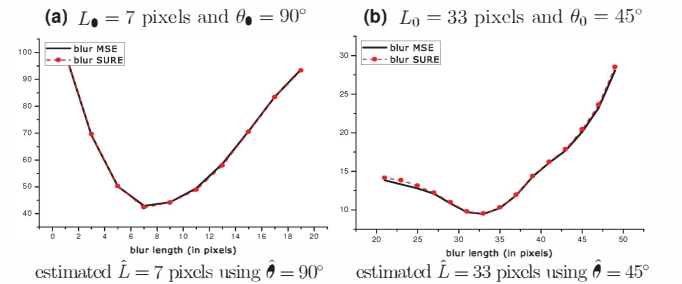 (a) L = 7 pixels and θ = 90°
(b) L₀ = 33 pixels and θ₀ = 45°
blur MSE
blur SURE
100
90
80
70
60
50
40
0 2 4 6 8 10 12 14 16 18 20
blur length (in pixels)
blur MSE
blur SURE
30
25
20
15
10
20 25 30 35 40 45 50
blur length (in pixels)
estimated L̂ = 7 pixels using = 90°
estimated L̂ = 33 pixels using = 45°